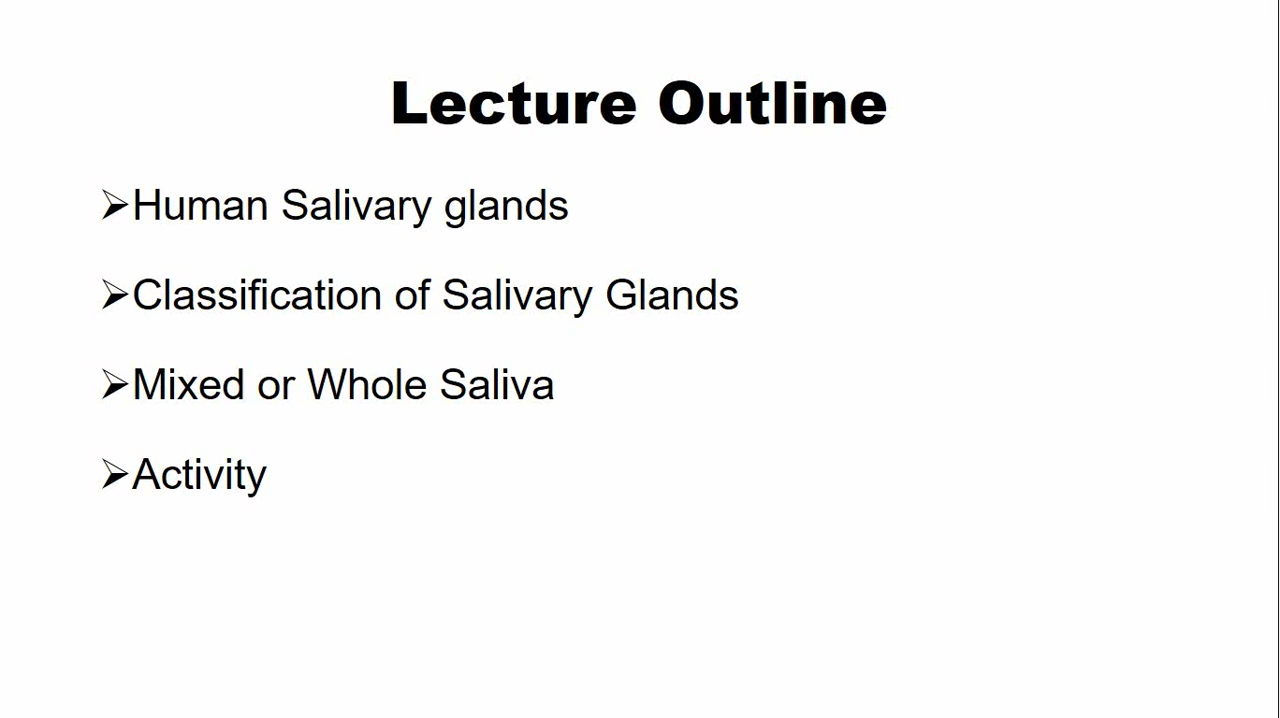 Lecture Outline
➢Human Salivary glands
➢Classification of Salivary Glands
➢Mixed or Whole Saliva
➢Activity